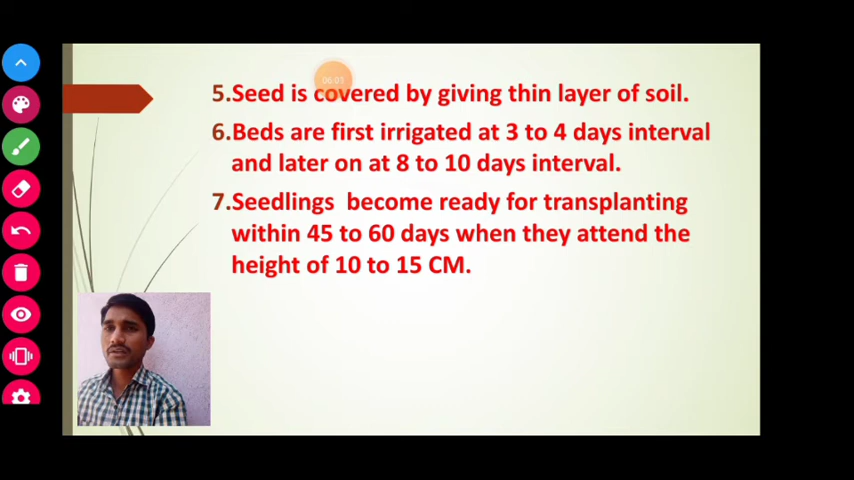 06:01
5.Seed is covered by giving thin layer of soil.
6.Beds are first irrigated at 3 to 4 days interval
and later on at 8 to 10 days interval.
7.Seedlings become ready for transplanting
within 45 to 60 days when they attend the
height of 10 to 15 CM.